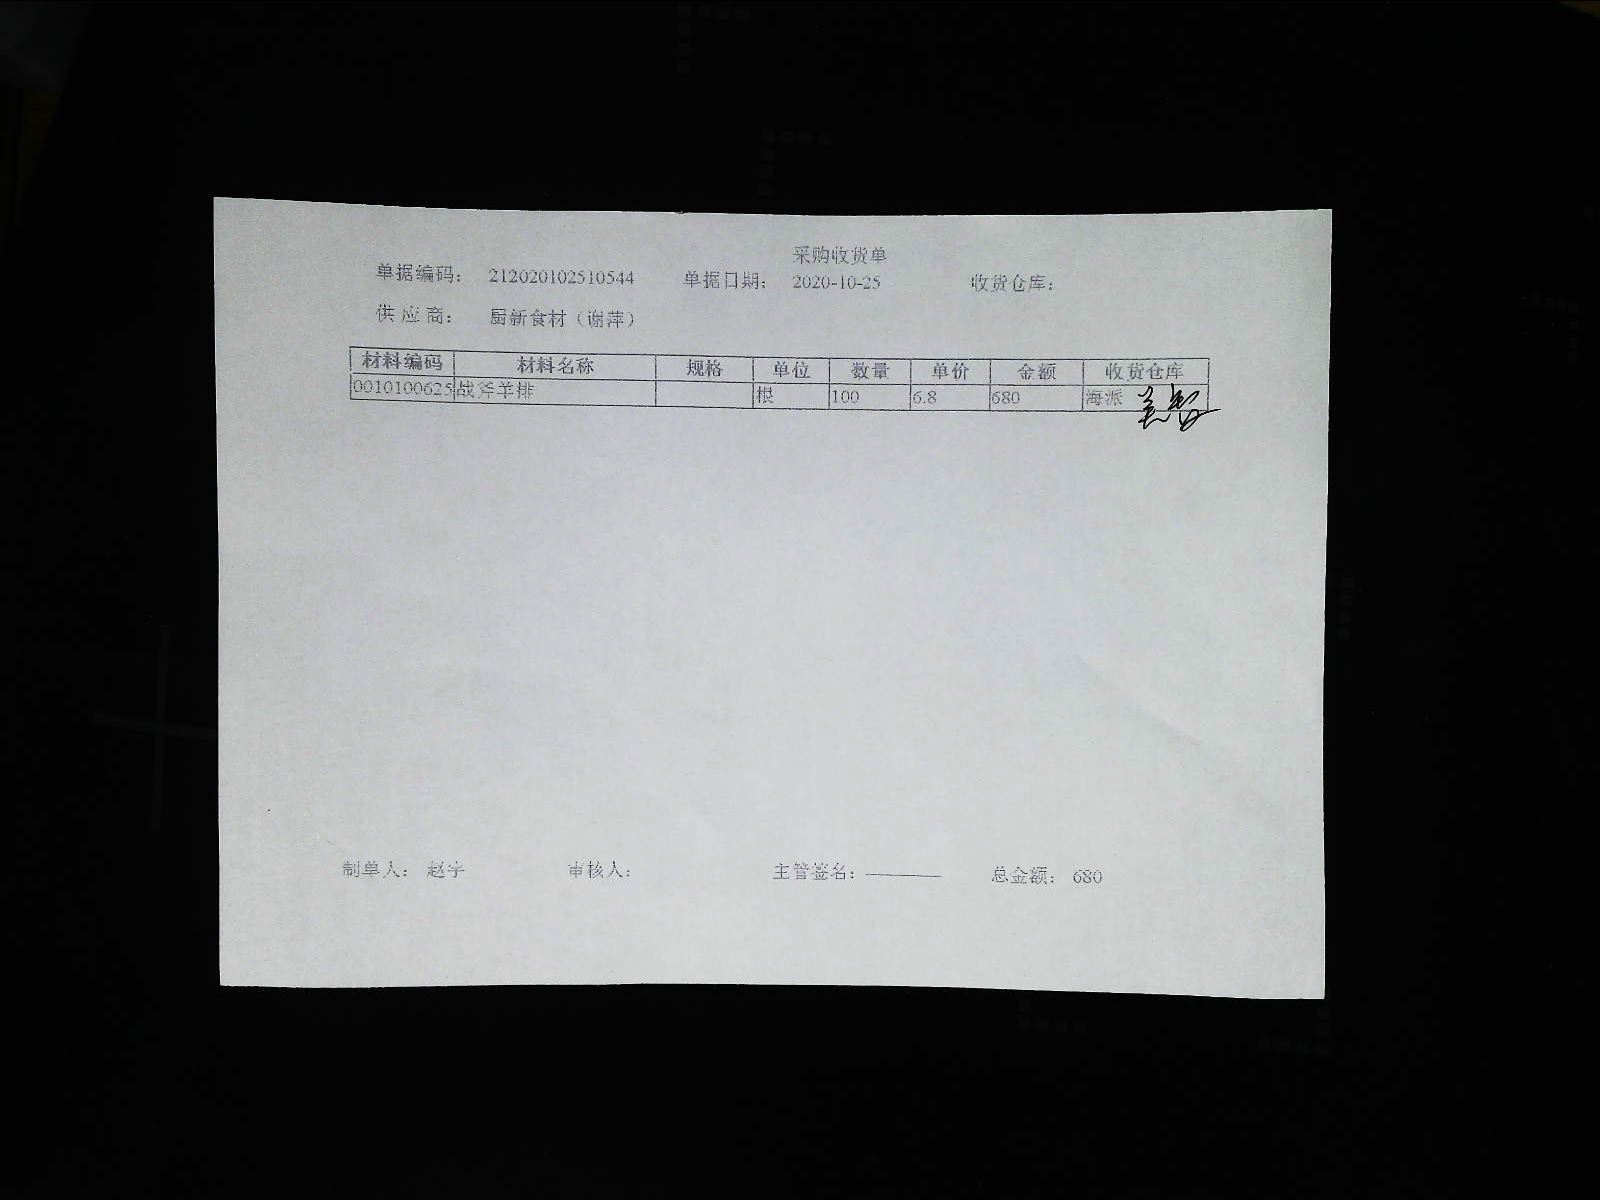 采购收货单
单据编码： 212020102510544 单据日期： 2020-10-25 收货仓库：
供 应 商： 厨新食材（谢萍）
材料编码 材料名称 规格 单位 数量 单价 金额 收货仓库
0010100625 战斧羊排 根 100 6.8 680 海派
制单人： 赵宇 审核人： 主管签名： 总金额： 680